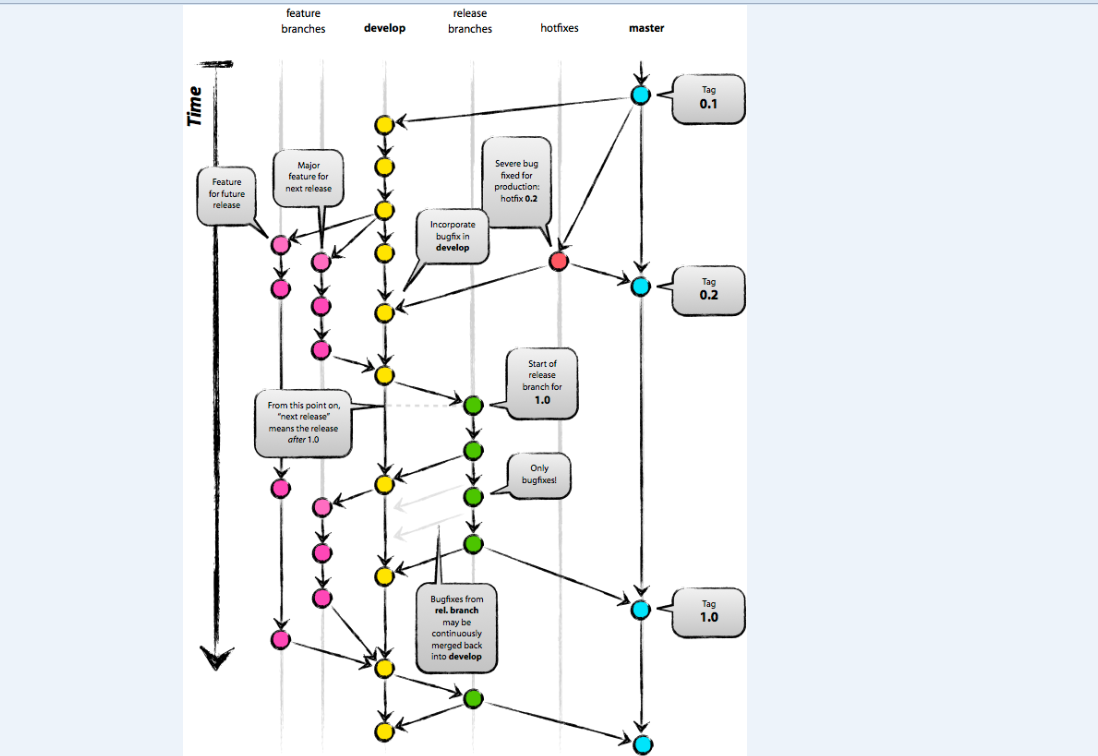 feature
branches
develop
release
branches
hotfixes
master
Time
Tag
0.1
Feature
for future
release
Major
feature for
next release
Severe bug
fixed for
production:
hotfix 0.2
Incorporate
bugfix in
develop
Tag
0.2
Start of
release
branch for
1.0
From this point on,
"next release"
means the release
after 1.0
Only
bugfixes!
Bugfixes from
rel. branch
may be
continuously
merged back
into develop
Tag
1.0